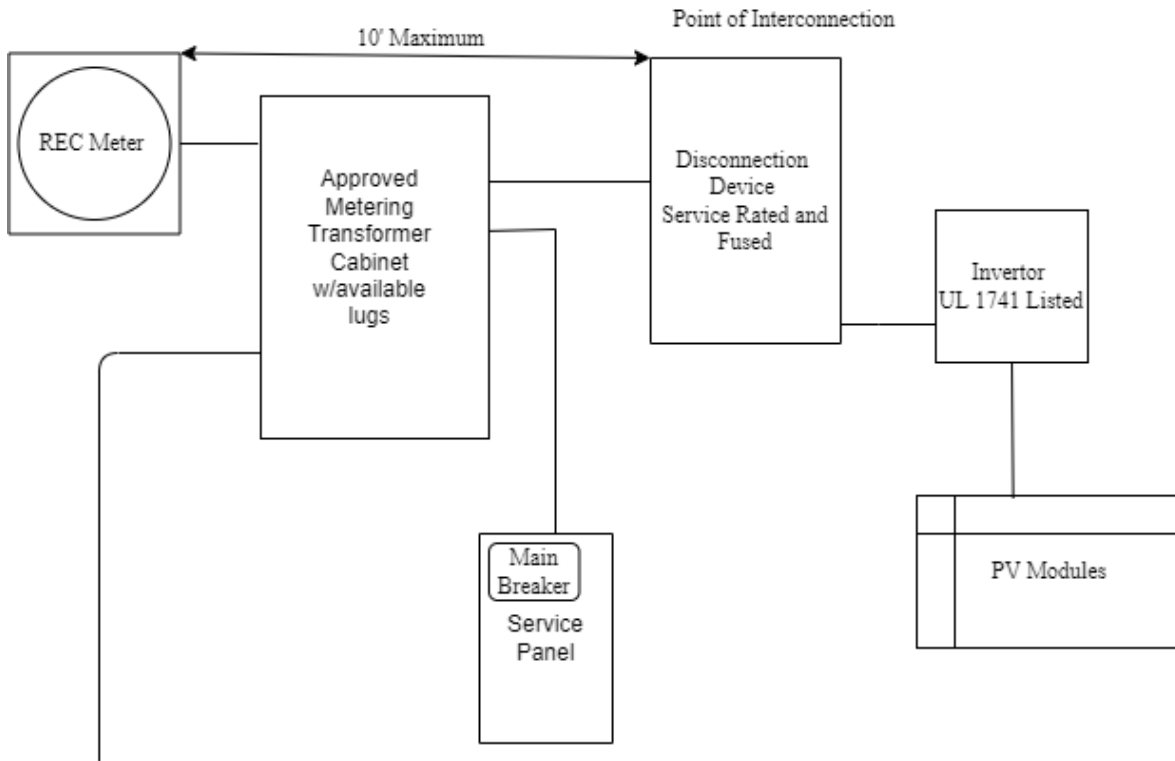 Point of Interconnection
10' Maximum
REC Meter
Approved
Metering
Transformer
Cabinet
w/available
lugs
Disconnection
Device
Service Rated and
Fused
Invertor
UL 1741 Listed
Main
Breaker
Service
Panel
PV Modules